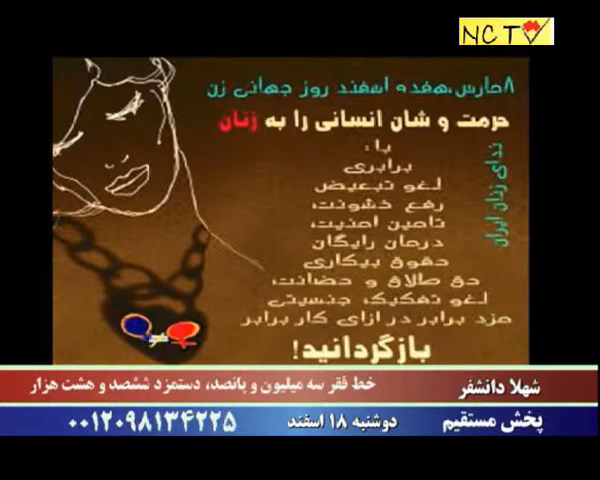 NCTV
۸مارس،هفده اسفند روز جهانی زن
حرمت و شان انسانی را به زنان
با:
برابری
لغو تبعیض
رفع خشونت،
تامین امنیت،
درمان رایگان
حقوق بیکاری
حق طلاق و حضانت،
لغو تفکیک جنسیتی
مزد برابر در ازای کار برابر
بازگردانید!
ندای زنان ایران
شهلا دانشفر
خط فقر سه میلیون و پانصد، دستمزد ششصد و هشت هزار
پخش مستقیم
دوشنبه ۱۸ اسفند
۰۰۱۲۰۹۸۱۳۴۲۲۵